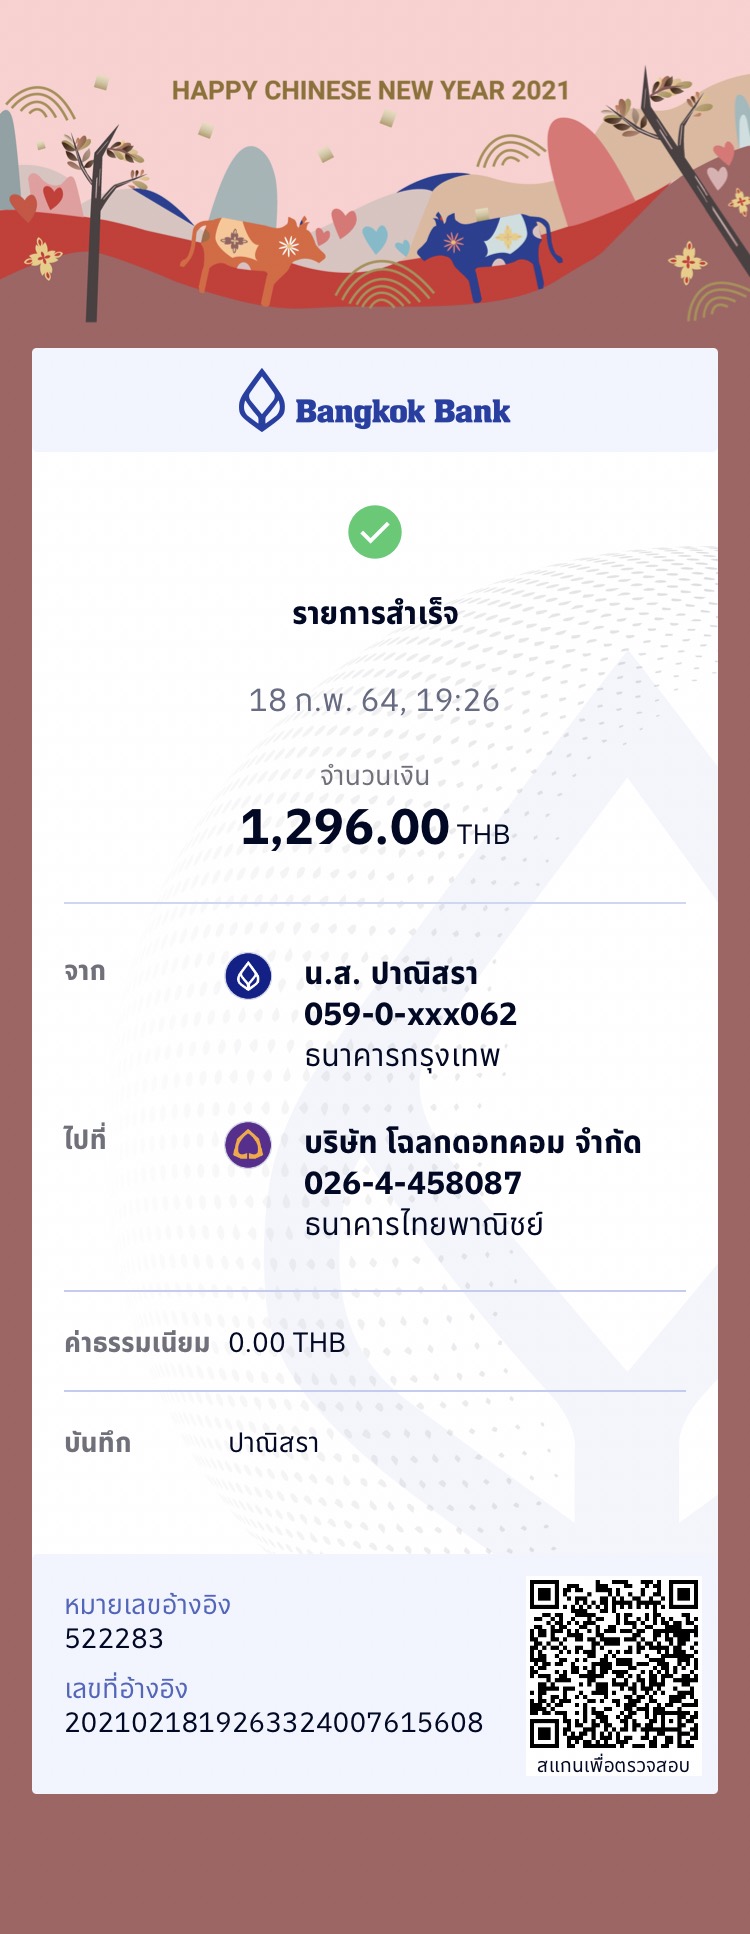 HAPPY CHINESE NEW YEAR 2021
Bangkok Bank
รายการสำเร็จ
18 ก.พ. 64, 19:26
จำนวนเงิน
1,296.00 THB
จาก
น.ส. ปาณิสรา
059-0-xxx062
ธนาคารกรุงเทพ
ไปที่
บริษัท โฉลกดอทคอม จำกัด
026-4-458087
ธนาคารไทยพาณิชย์
ค่าธรรมเนียม 0.00 THB
บันทึก ปาณิสรา
หมายเลขอ้างอิง
522283
เลขที่อ้างอิง
2021021819263324007615608
สแกนเพื่อตรวจสอบ